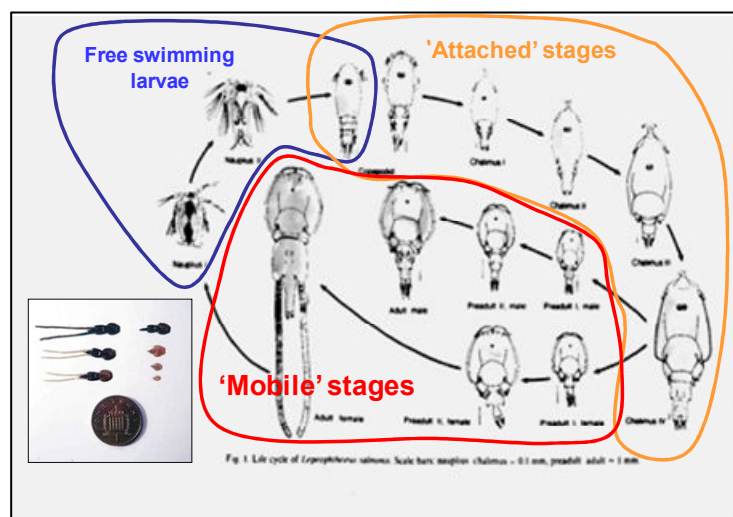 Free swimming
larvae
'Attached' stages
Nauplius II
Copepodid
Chalimus I
Chalimus II
Chalimus III
Nauplius I
Adult male
Preadult II, male
Preadult I, male
'Mobile' stages
Adult female
Preadult II, female
Preadult I, female
Chalimus IV
Fig. 1. Life cycle of Lepeophtheirus salmonis. Scale bars: nauplius chalimus = 0.1 mm, preadult adult = 1 mm